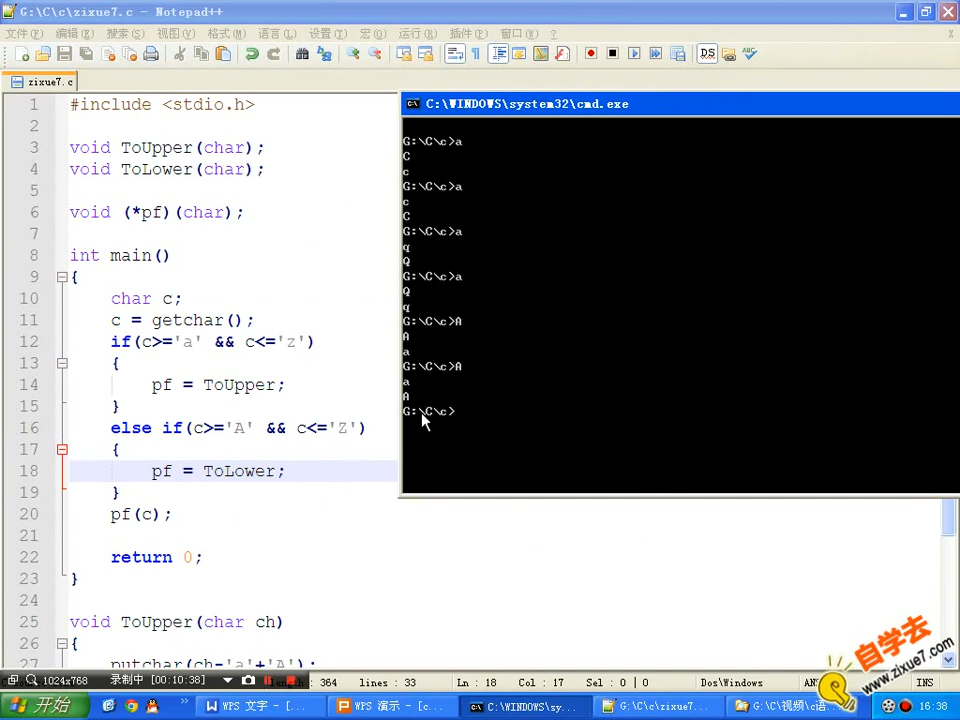 G:\C\c\zixue7.c - Notepad++
文件(F) 编辑(E) 搜索(S) 视图(V) 格式(M) 语言(L) 设置(T) 宏(O) 运行(R) 插件(P) 窗口(W) ?
zixue7.c
1 #include <stdio.h>
2
3 void ToUpper(char);
4 void ToLower(char);
5
6 void (*pf)(char);
7
8 int main()
9 {
10 char c;
11 c = getchar();
12 if(c>='a' && c<='z')
13 {
14 pf = ToUpper;
15 }
16 else if(c>='A' && c<='Z')
17 {
18 pf = ToLower;
19 }
20 pf(c);
21
22 return 0;
23 }
24
25 void ToUpper(char ch)
26 {
27 putchar(ch-'a'+'A');
C:\WINDOWS\system32\cmd.exe
G:\C\c>a
C
c
G:\C\c>a
c
C
G:\C\c>a
q
Q
G:\C\c>a
Q
q
G:\C\c>A
A
a
G:\C\c>A
a
A
G:\C\c>
自学去
www.zixue7.com
1024x768 录制中 [00:10:38] length : 364 lines : 33 Ln : 18 Col : 17 Sel : 0 | 0 Dos\Windows INS
开始 WPS 文字 - [... WPS 演示 - [c... C:\WINDOWS\sy... G:\C\c\zixue7... G:\C\视频\c语... 16:38